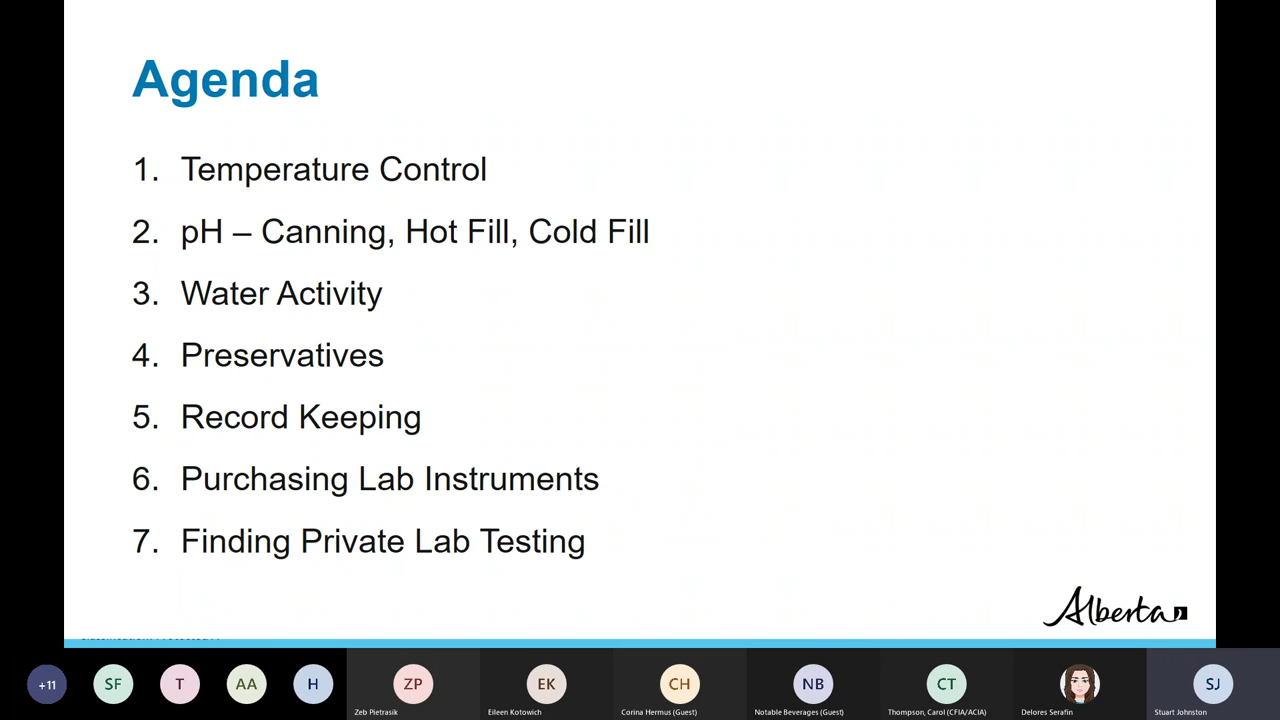 Agenda
1. Temperature Control
2. pH – Canning, Hot Fill, Cold Fill
3. Water Activity
4. Preservatives
5. Record Keeping
6. Purchasing Lab Instruments
7. Finding Private Lab Testing
Alberta
+11
SF
T
AA
H
ZP
EK
CH
NB
CT
SJ
Zeb Pietrasik
Eileen Kotowich
Corina Hermus (Guest)
Notable Beverages (Guest)
Thompson, Carol (CFIA/ACIA)
Delores Serafin
Stuart Johnston